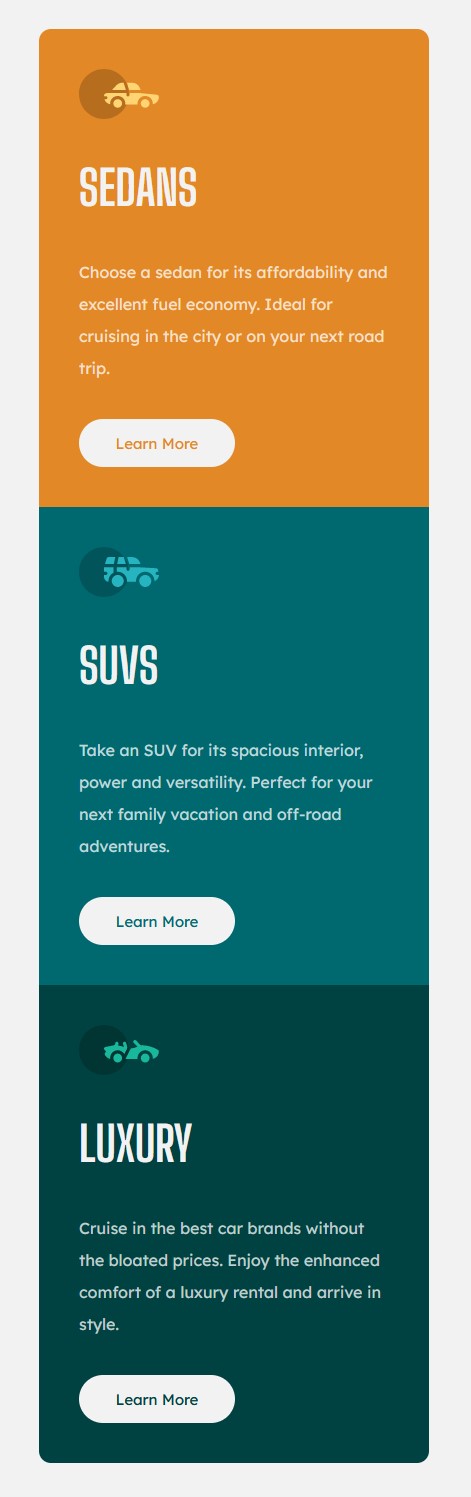 SEDANS
Choose a sedan for its affordability and
excellent fuel economy. Ideal for
cruising in the city or on your next road
trip.
Learn More
SUVS
Take an SUV for its spacious interior,
power and versatility. Perfect for your
next family vacation and off-road
adventures.
Learn More
LUXURY
Cruise in the best car brands without
the bloated prices. Enjoy the enhanced
comfort of a luxury rental and arrive in
style.
Learn More